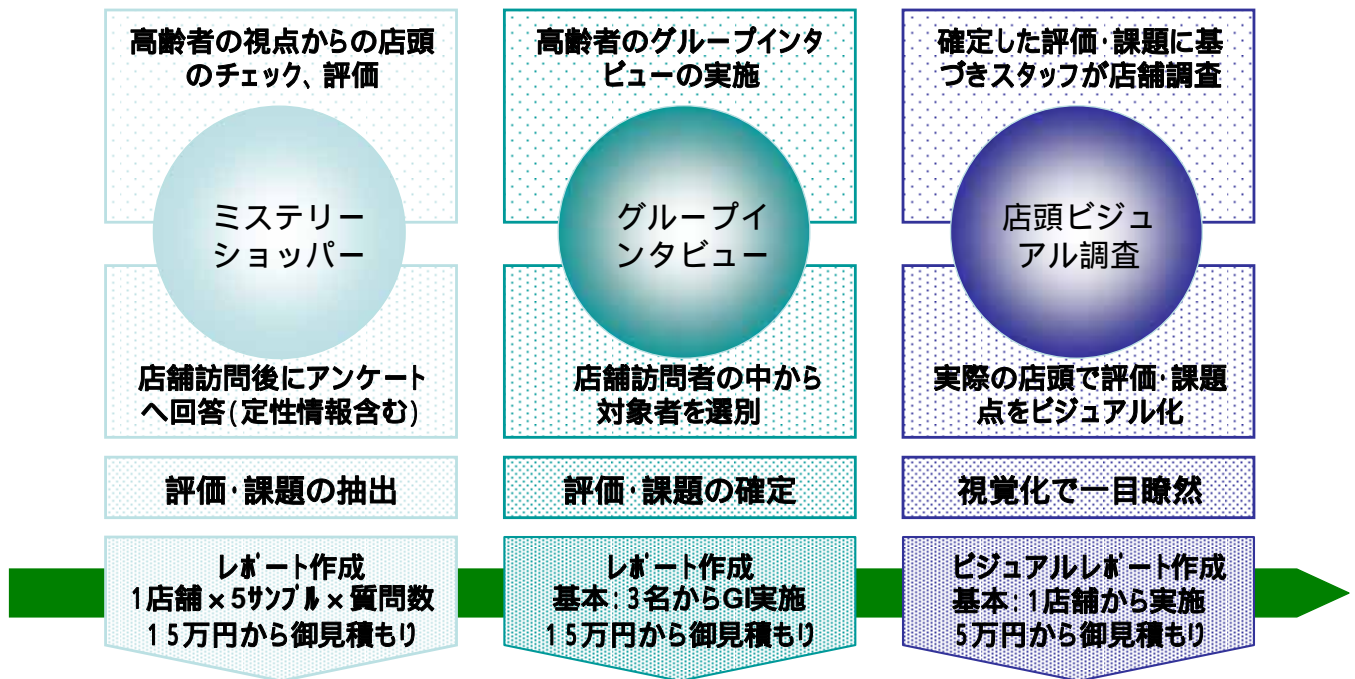 高齢者の視点からの店頭
のチェック、評価
ミステリー
ショッパー
店舗訪問後にアンケート
へ回答(定性情報含む)
評価・課題の抽出
レポート作成
1店舗×5サンプル×質問数
15万円から御見積もり
高齢者のグループインタ
ビューの実施
グループイ
ンタビュー
店舗訪問者の中から
対象者を選別
評価・課題の確定
レポート作成
基本:3名からGI実施
15万円から御見積もり
確定した評価・課題に基
づきスタッフが店舗調査
店頭ビジュ
アル調査
実際の店頭で評価・課題
点をビジュアル化
視覚化で一目瞭然
ビジュアルレポート作成
基本:1店舗から実施
5万円から御見積もり